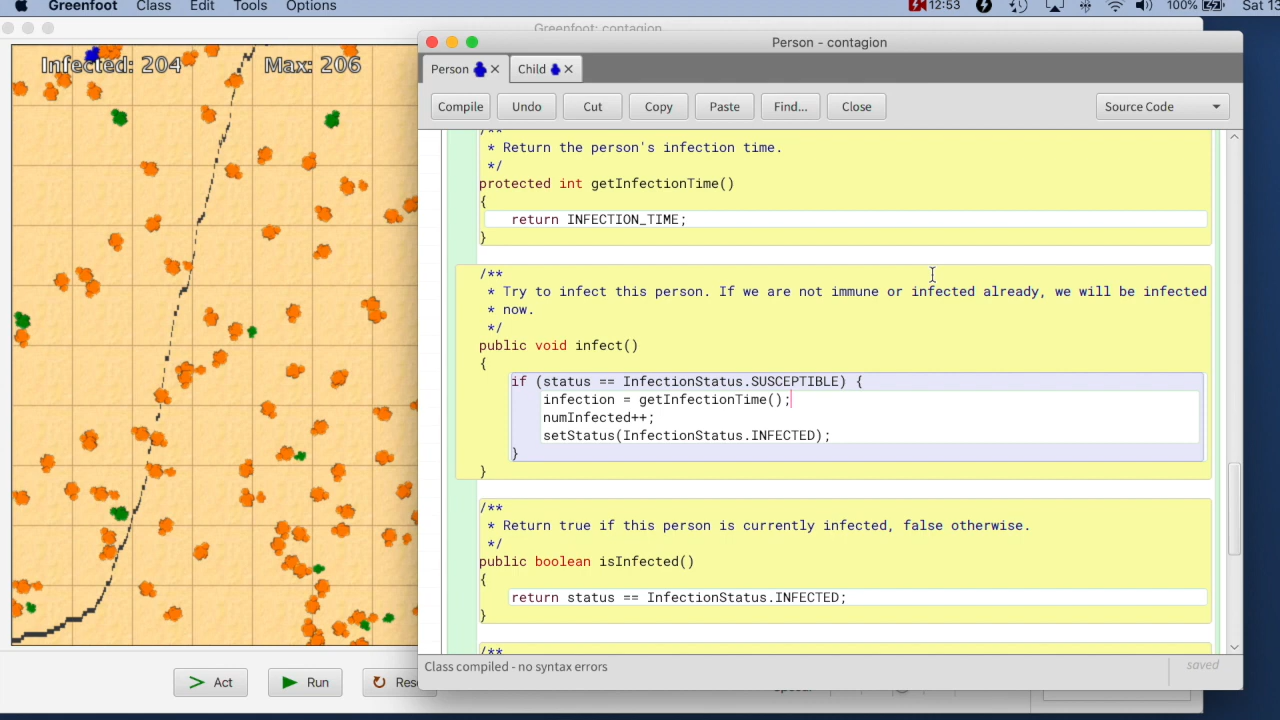 Greenfoot Class Edit Tools Options 12:53 100% Sat 13
Greenfoot: contagion
Infected: 204 Max: 206
Person - contagion
Person Child
Compile Undo Cut Copy Paste Find... Close Source Code
/**
* Return the person's infection time.
*/
protected int getInfectionTime()
{
return INFECTION_TIME;
}
/**
* Try to infect this person. If we are not immune or infected already, we will be infected
* now.
*/
public void infect()
{
if (status == InfectionStatus.SUSCEPTIBLE) {
infection = getInfectionTime();
numInfected++;
setStatus(InfectionStatus.INFECTED);
}
}
/**
* Return true if this person is currently infected, false otherwise.
*/
public boolean isInfected()
{
return status == InfectionStatus.INFECTED;
}
/**
Class compiled - no syntax errors saved
Act Run Rese